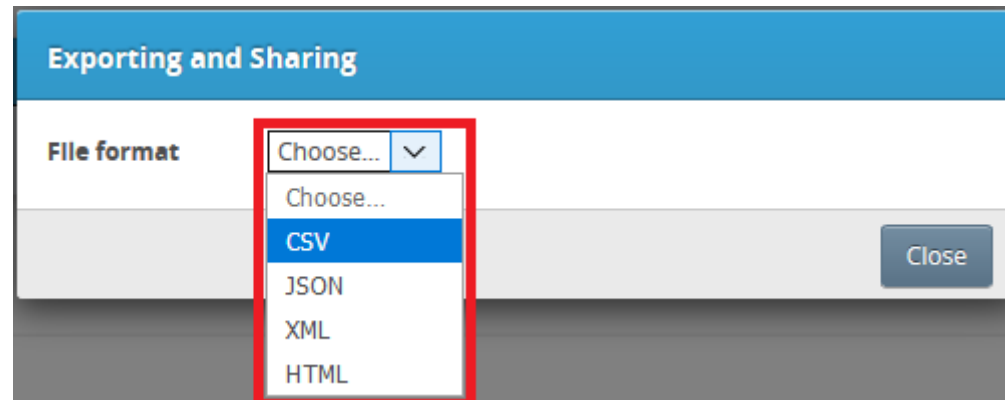 Exporting and Sharing
File format
Choose...
Choose...
CSV
JSON
XML
HTML
Close